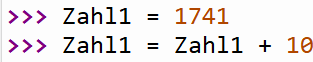 >>> Zahl1 = 1741
>>> Zahl1 = Zahl1 + 10